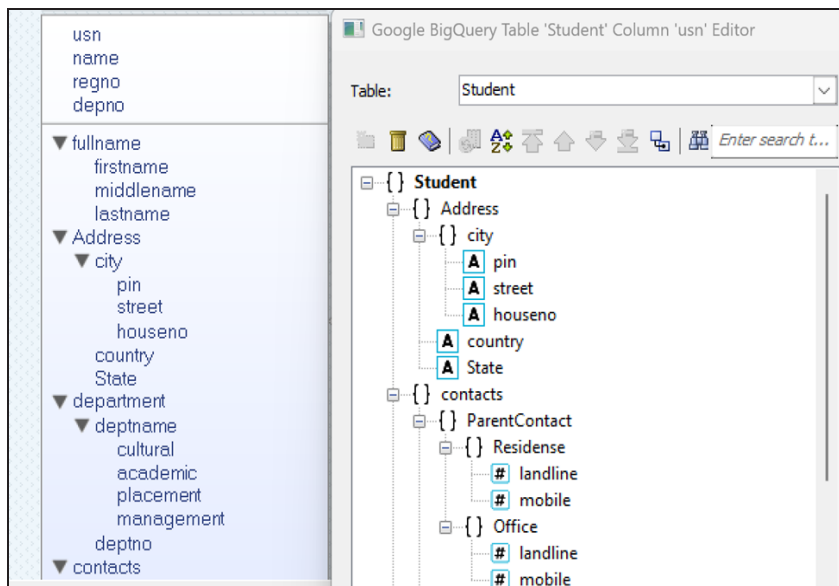 usn
name
regno
depno
fullname
firstname
middlename
lastname
Address
city
pin
street
houseno
country
State
department
deptname
cultural
academic
placement
management
deptno
contacts
Google BigQuery Table 'Student' Column 'usn' Editor
Table: Student
A Z Enter search t...
{} Student
{} Address
{} city
A pin
A street
A houseno
A country
A State
{} contacts
{} ParentContact
{} Residense
# landline
# mobile
{} Office
# landline
# mobile